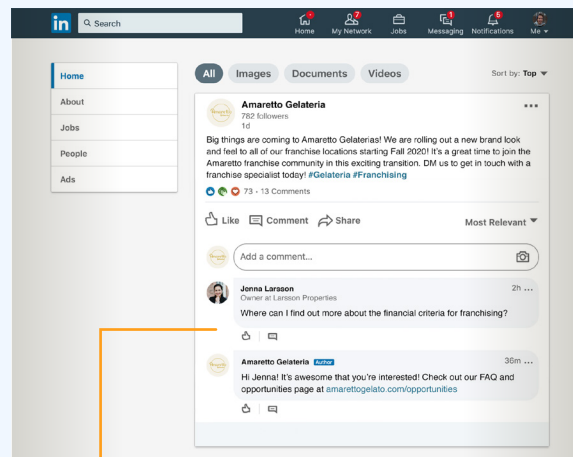 in
Search
Home
My Network
7
Jobs
Messaging
1
Notifications
5
Me
Home
About
Jobs
People
Ads
All
Images
Documents
Videos
Sort by: Top
Amaretto Gelateria
782 followers
1d
Big things are coming to Amaretto Gelaterias! We are rolling out a new brand look
and feel to all of our franchise locations starting Fall 2020! It's a great time to join the
Amaretto franchise community in this exciting transition. DM us to get in touch with a
franchise specialist today! #Gelateria #Franchising
73 - 13 Comments
Like
Comment
Share
Most Relevant
Add a comment...
Jenna Larsson
2h ...
Owner at Larsson Properties
Where can I find out more about the financial criteria for franchising?
Amaretto Gelateria Author
36m ...
Hi Jenna! It's awesome that you're interested! Check out our FAQ and
opportunities page at amarettogelato.com/opportunities